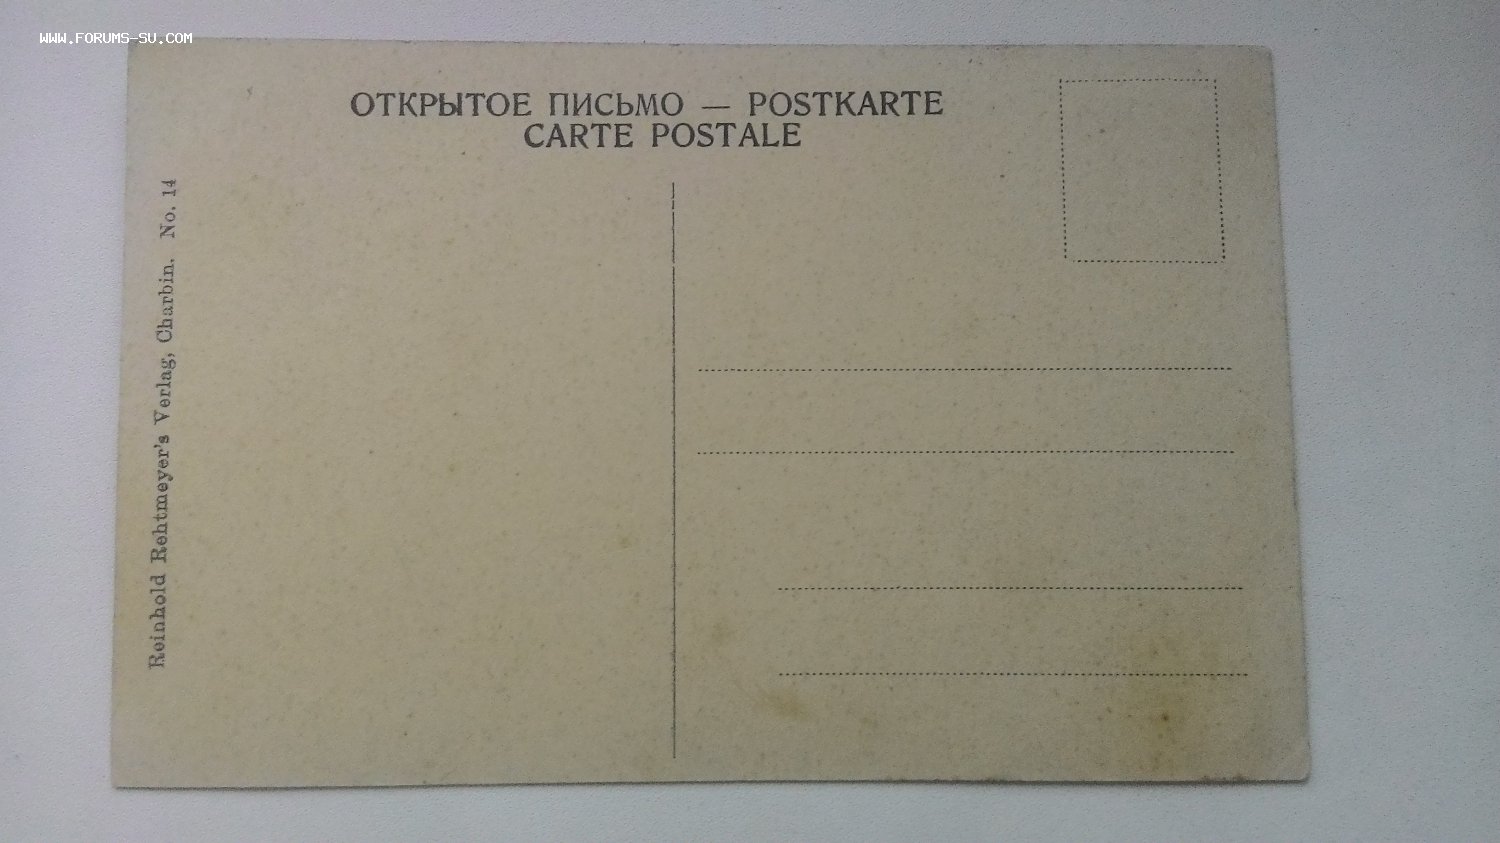 WWW.FORUMS-SU.COM
ОТКРЫТОЕ ПИСЬМО — POSTKARTE
CARTE POSTALE
Reinhold Rehtmeyer's Verlag, Charbin. No. 14